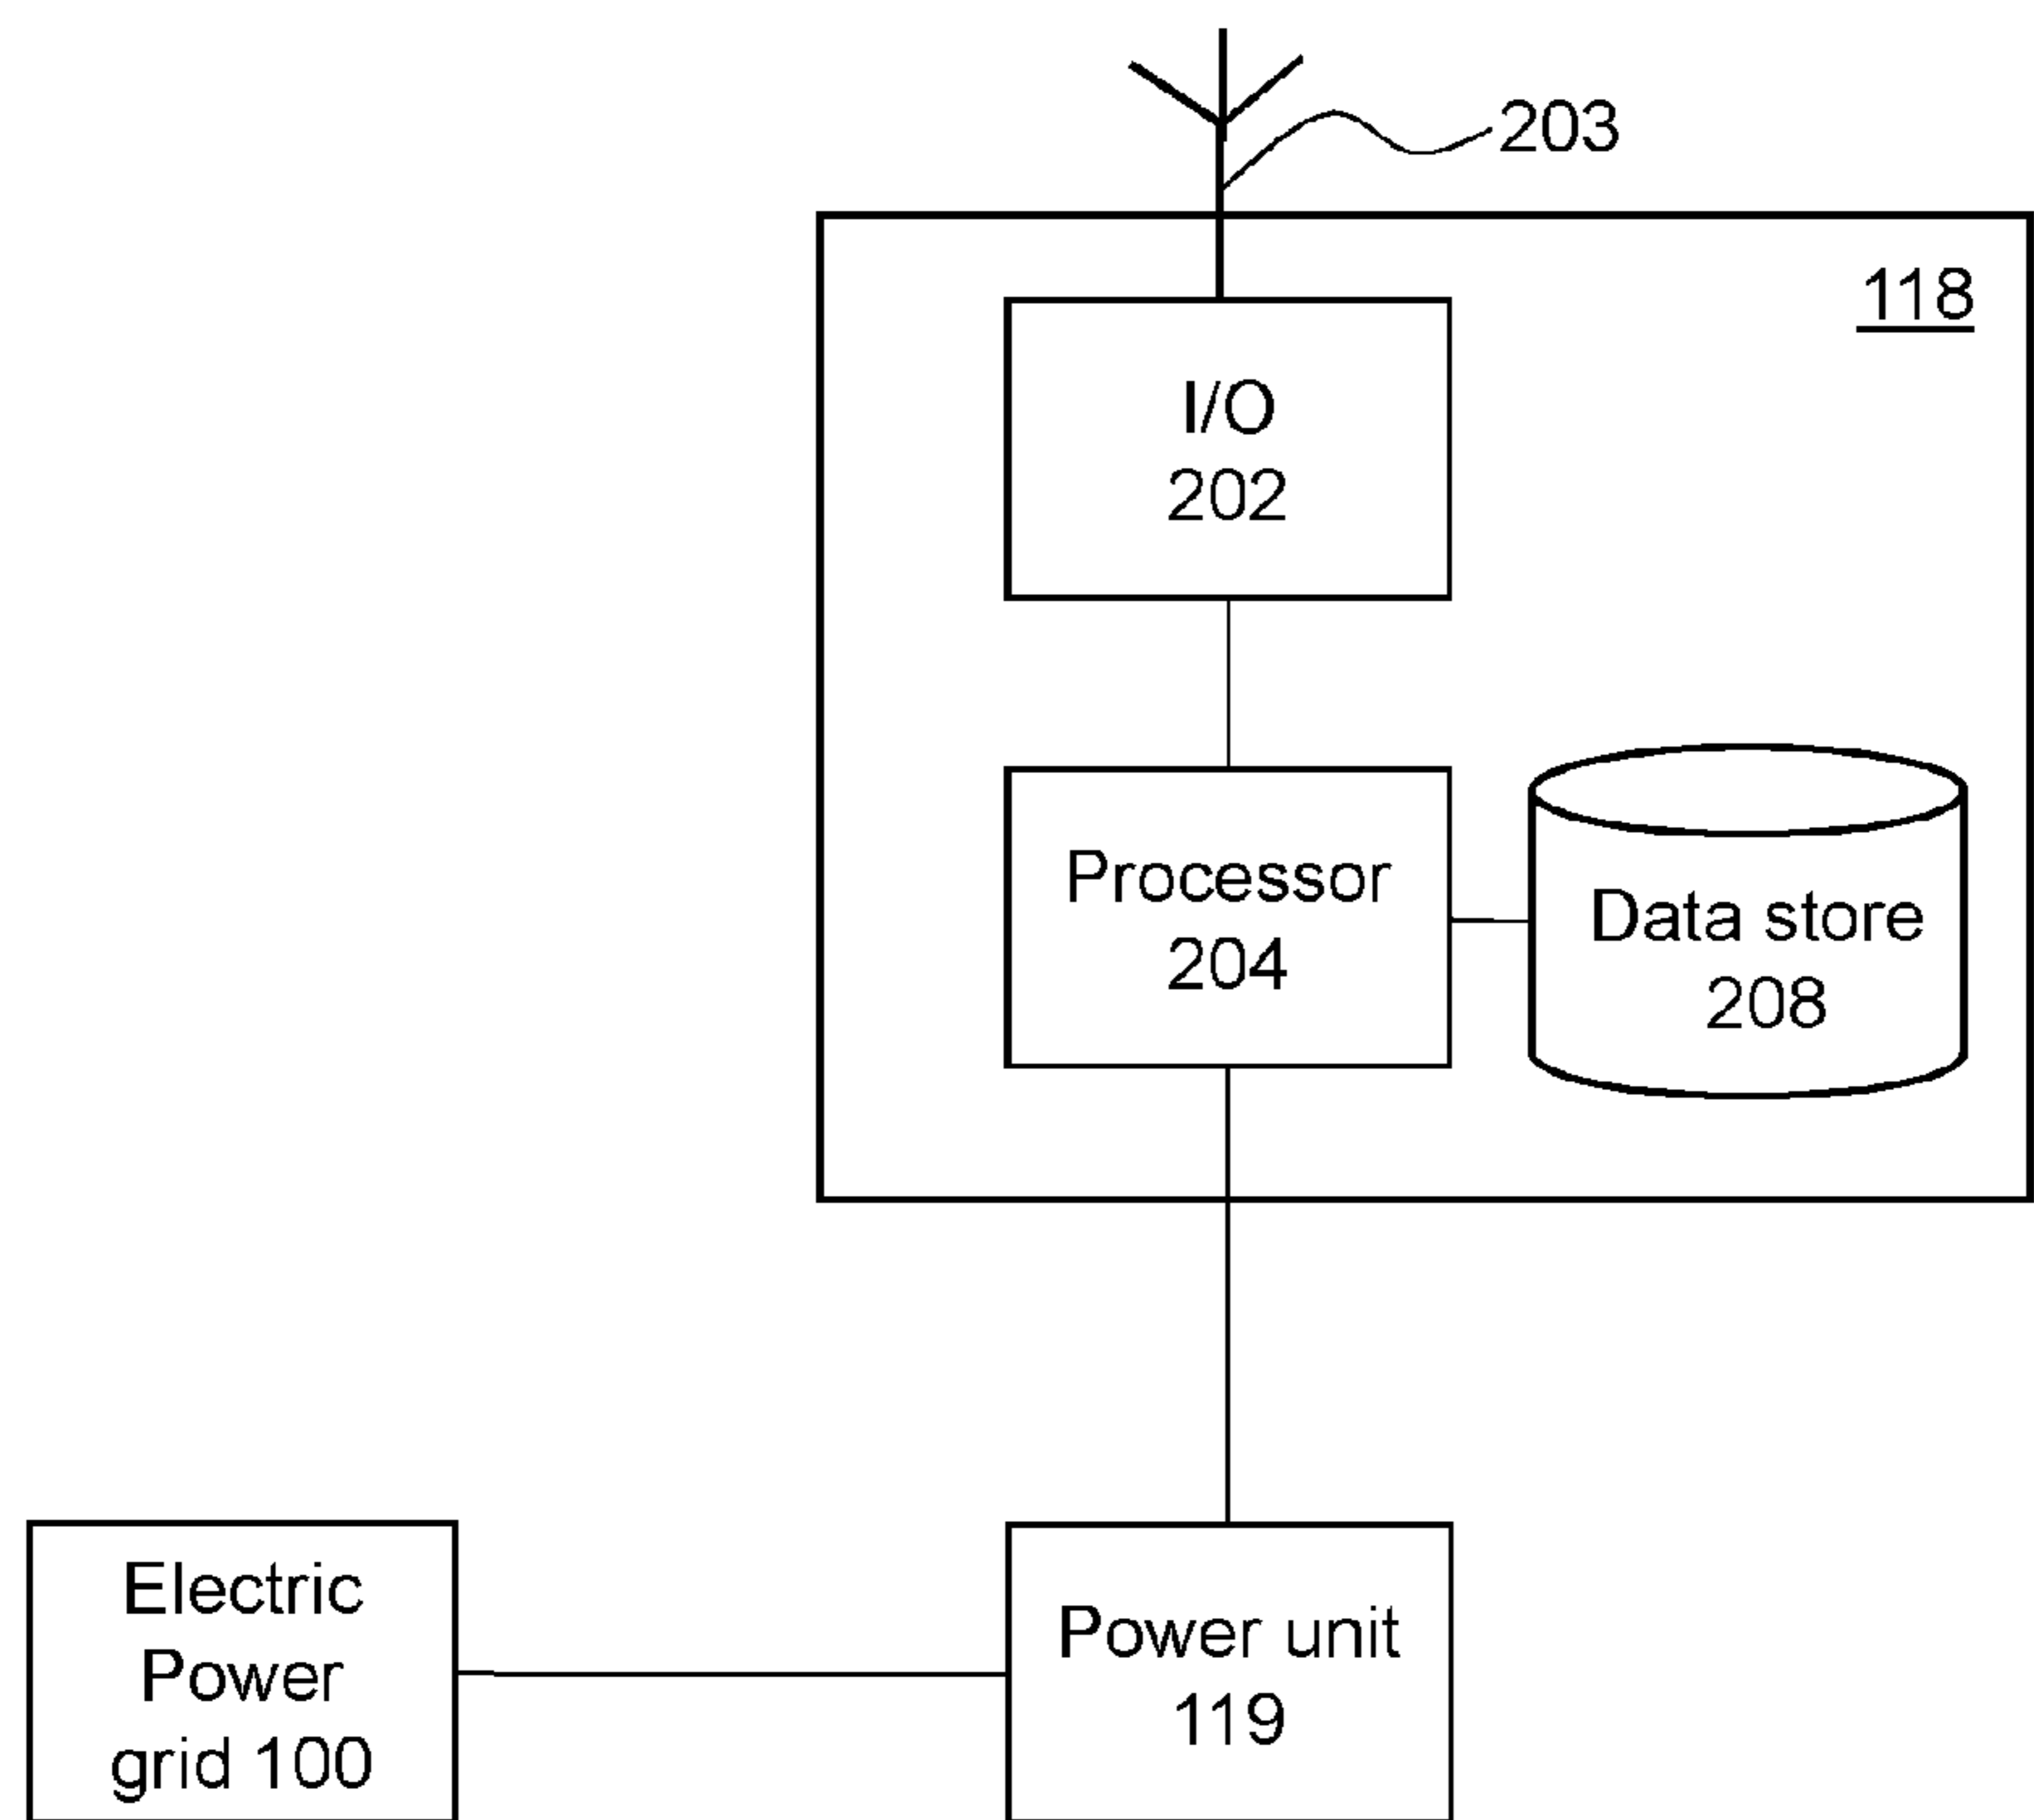 203
118
I/O
202
Processor
204
Data store
208
Electric
Power
grid 100
Power unit
119